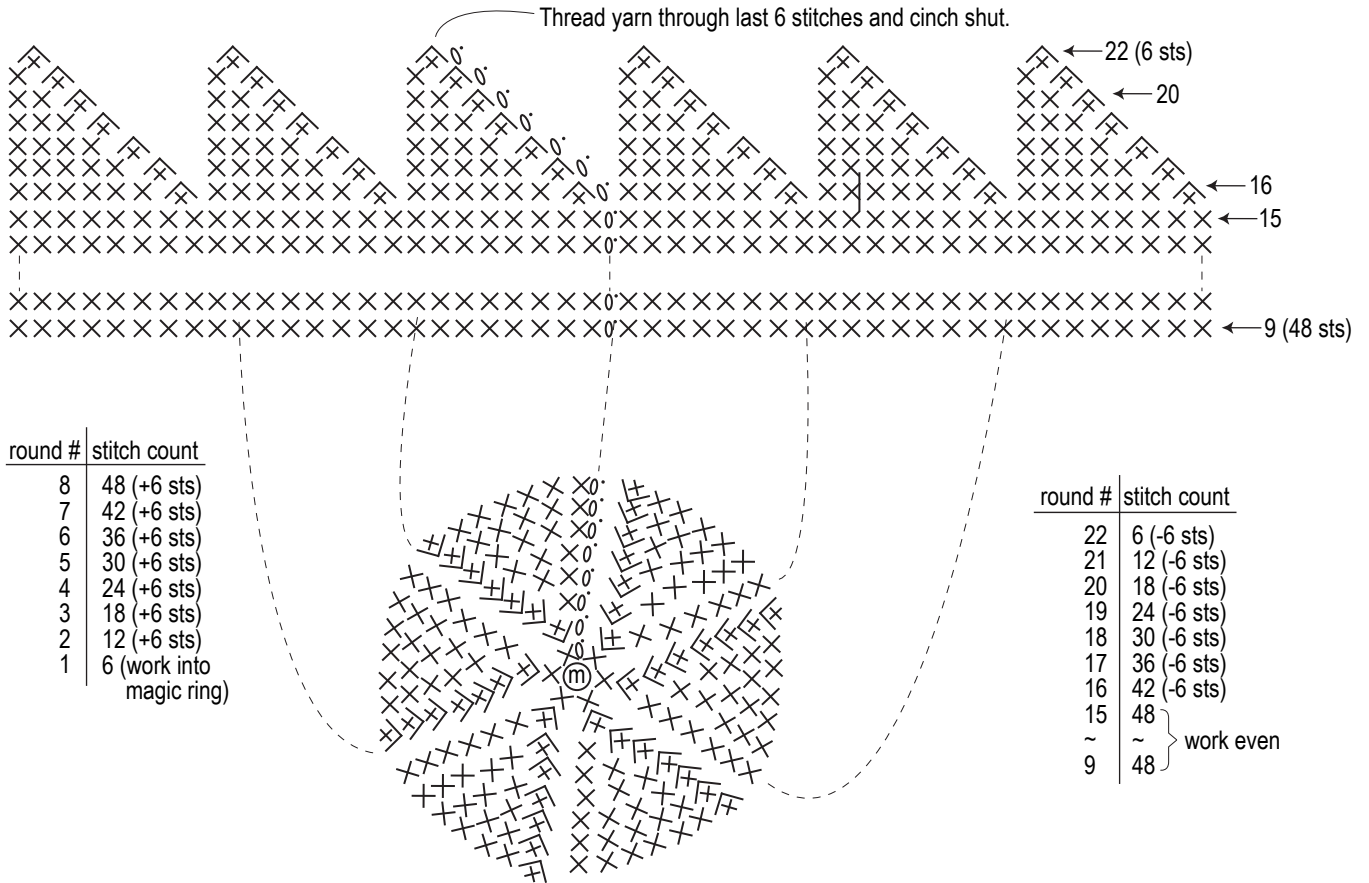 Thread yarn through last 6 stitches and cinch shut.
22 (6 sts)
20
16
15
9 (48 sts)
round # stitch count
8 48 (+6 sts)
7 42 (+6 sts)
6 36 (+6 sts)
5 30 (+6 sts)
4 24 (+6 sts)
3 18 (+6 sts)
2 12 (+6 sts)
1 6 (work into
magic ring)
m
round # stitch count
22 6 (-6 sts)
21 12 (-6 sts)
20 18 (-6 sts)
19 24 (-6 sts)
18 30 (-6 sts)
17 36 (-6 sts)
16 42 (-6 sts)
15 48
~ ~ work even
9 48